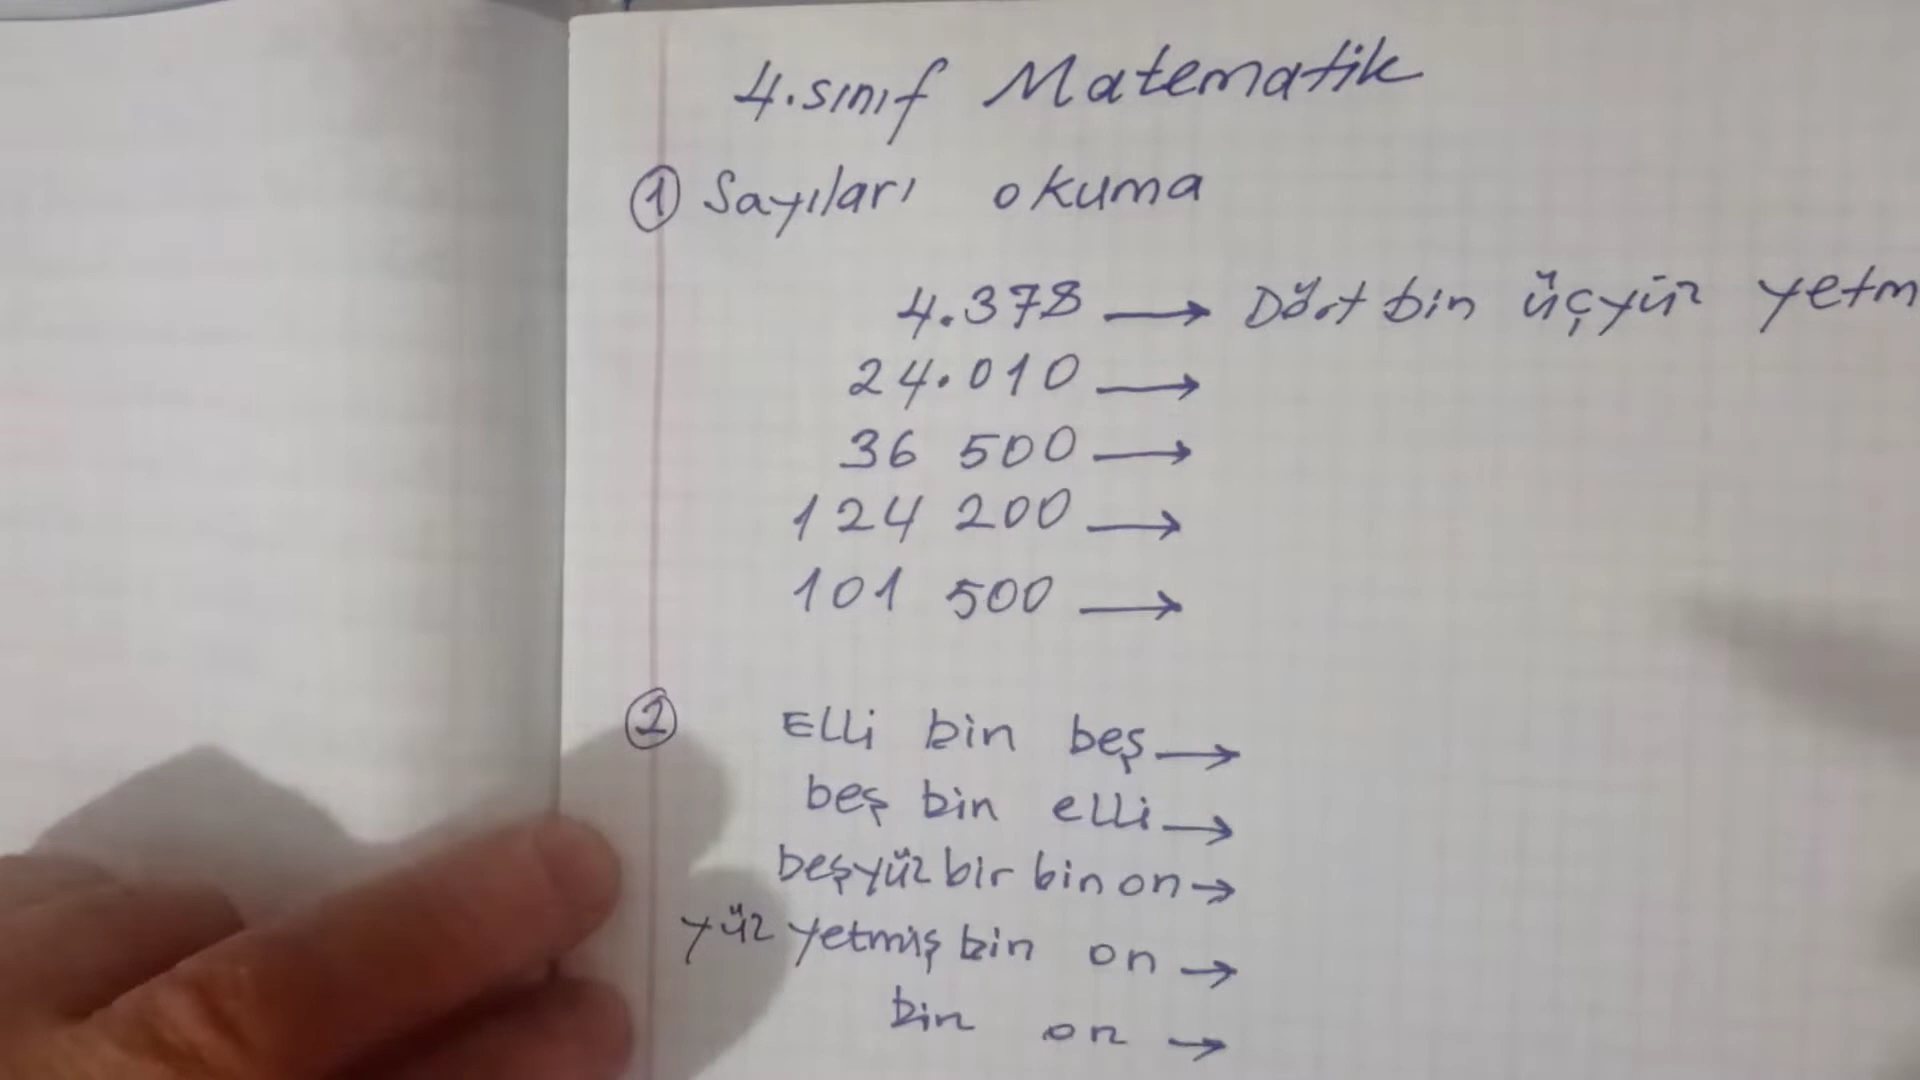 4.sınıf Matematik
① Sayıları okuma
4.378 → Dört bin üçyüz yetm
24.010 →
36 500 →
124 200 →
101 500 →
② Elli bin beş →
beş bin elli →
beşyüz bir bin on →
yüz yetmiş bin on →
bin on →